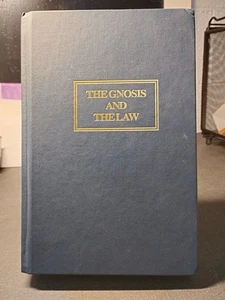 THE GNOSIS
AND
THE LAW